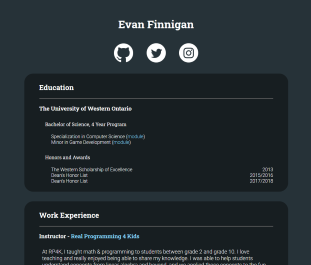 Evan Finnigan
Education
The University of Western Ontario
Bachelor of Science, 4 Year Program
Specialization in Computer Science (module)
Minor in Game Development (module)
Honors and Awards
The Western Scholarship of Excellence 2013
Dean's Honor List 2015/2016
Dean's Honor List 2017/2018
Work Experience
Instructor - Real Programming 4 Kids
At RP4K, I taught math & programming to students between grade 2 and grade 10. I love
teaching and really enjoyed being able to share my knowledge. I was able to help students